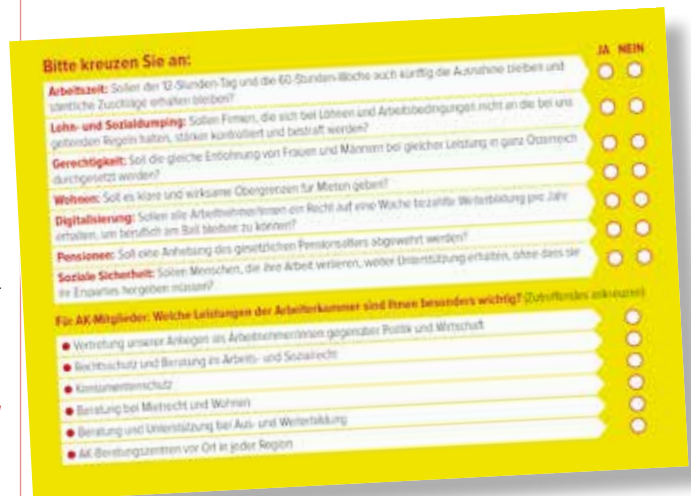 Bitte kreuzen Sie an:
JA NEIN
Arbeitszeit: Sollen der 12-Stunden-Tag und die 60-Stunden-Woche auch künftig die Ausnahme bleiben und
sämtliche Zuschläge erhalten bleiben?
Lohn- und Sozialdumping: Sollen Firmen, die sich bei Löhnen und Arbeitsbedingungen nicht an die bei uns
geltenden Regeln halten, stärker kontrolliert und bestraft werden?
Gerechtigkeit: Soll die gleiche Entlohnung von Frauen und Männern bei gleicher Leistung in ganz Österreich
durchgesetzt werden?
Wohnen: Soll es klare und wirksame Obergrenzen für Mieten geben?
Digitalisierung: Sollen alle ArbeitnehmerInnen ein Recht auf eine Woche bezahlte Weiterbildung pro Jahr
erhalten, um beruflich am Ball bleiben zu können?
Pensionen: Soll eine Anhebung des gesetzlichen Pensionsalters abgewehrt werden?
Soziale Sicherheit: Sollen Menschen, die ihre Arbeit verlieren, weiter Unterstützung erhalten, ohne dass sie
ihr Erspartes hergeben müssen?
Für AK-Mitglieder: Welche Leistungen der Arbeiterkammer sind Ihnen besonders wichtig? (Zutreffendes ankreuzen)
● Vertretung unserer Anliegen als ArbeitnehmerInnen gegenüber Politik und Wirtschaft
● Rechtsschutz und Beratung im Arbeits- und Sozialrecht
● Konsumentenschutz
● Beratung bei Mietrecht und Wohnen
● Beratung und Unterstützung bei Aus- und Weiterbildung
● AK-Beratungszentren vor Ort in jeder Region